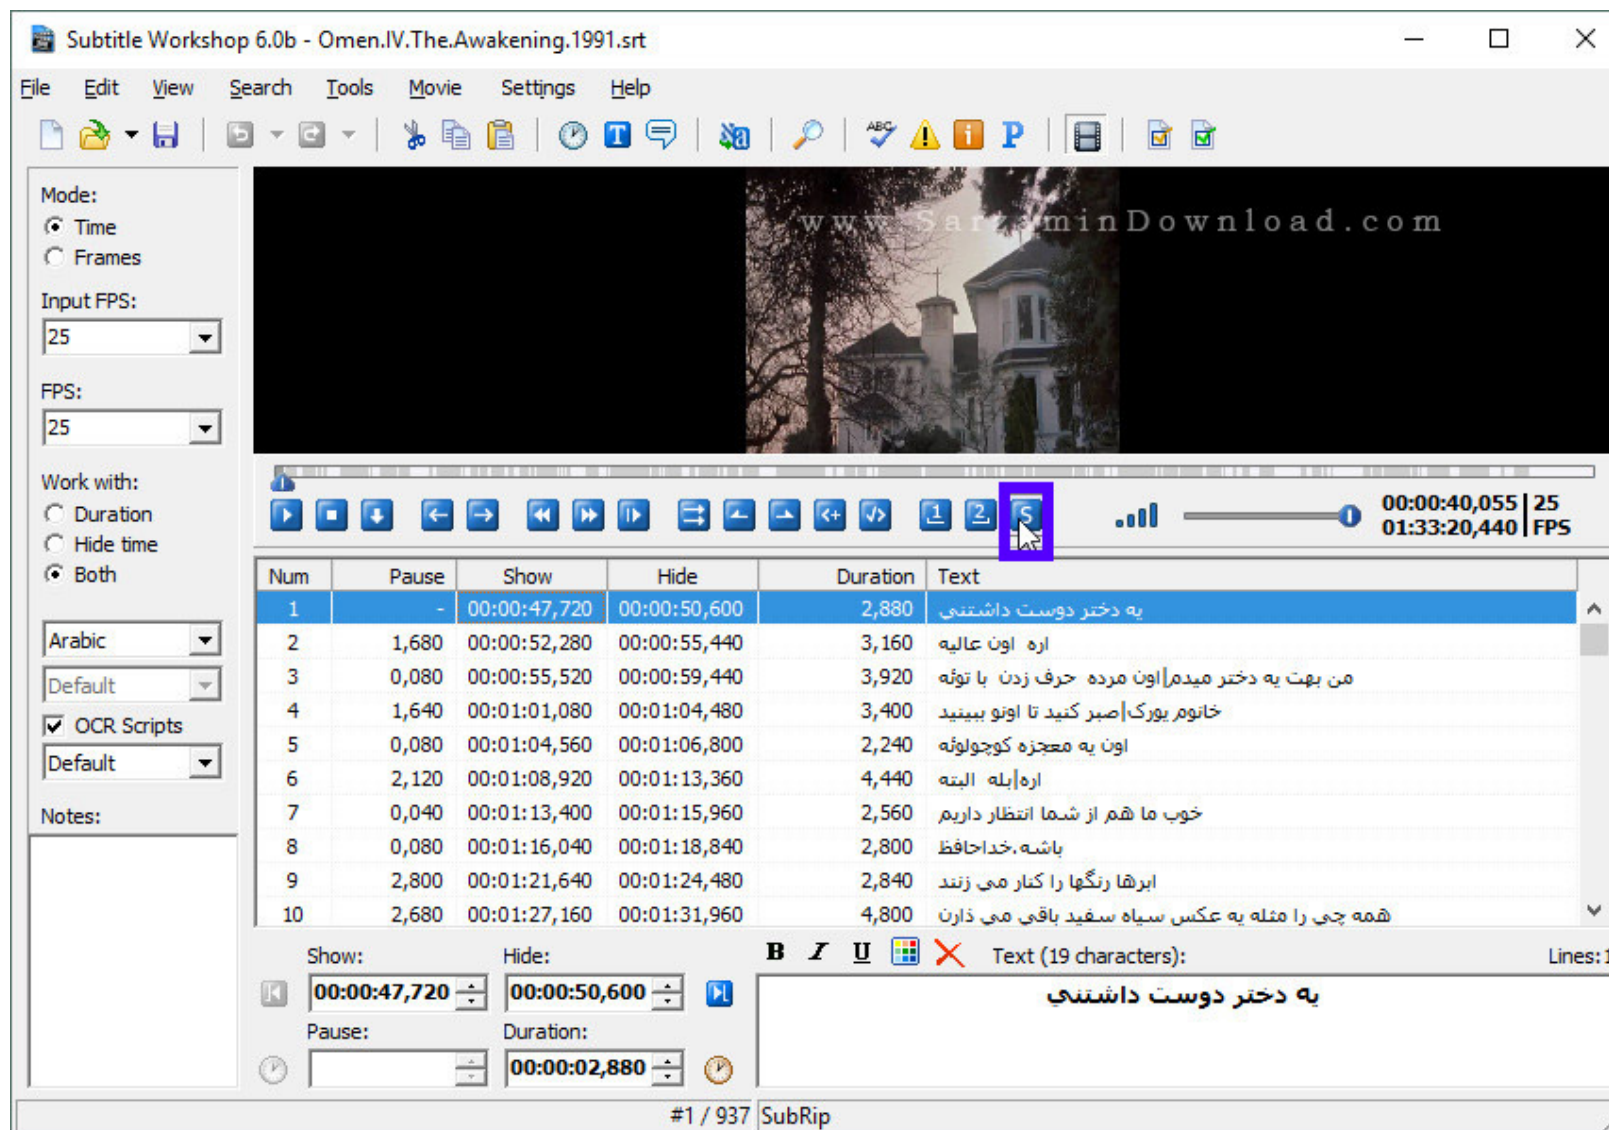 Subtitle Workshop 6.0b - Omen.IV.The.Awakening.1991.srt
File Edit View Search Tools Movie Settings Help
T ABC i P
Mode:
Time
Frames
Input FPS:
25
FPS:
25
Work with:
Duration
Hide time
Both
Arabic
Default
OCR Scripts
Default
Notes:
www.SarzaminDownload.com
1 2 S
00:00:40,055 25
01:33:20,440 FPS
Num Pause Show Hide Duration Text
1 - 00:00:47,720 00:00:50,600 2,880 یه دختر دوست داشتني
2 1,680 00:00:52,280 00:00:55,440 3,160 اره اون عالیه
3 0,080 00:00:55,520 00:00:59,440 3,920 من بهت یه دختر میدم|اون مرده حرف زدن با توئه
4 1,640 00:01:01,080 00:01:04,480 3,400 خانوم یورک|صبر کنید تا اونو ببینید
5 0,080 00:01:04,560 00:01:06,800 2,240 اون یه معجزه کوچولوئه
6 2,120 00:01:08,920 00:01:13,360 4,440 اره|بله البته
7 0,040 00:01:13,400 00:01:15,960 2,560 خوب ما هم از شما انتظار داریم
8 0,080 00:01:16,040 00:01:18,840 2,800 باشه،خداحافظ
9 2,800 00:01:21,640 00:01:24,480 2,840 ابرها رنگها را کنار می زنند
10 2,680 00:01:27,160 00:01:31,960 4,800 همه چی را مثله یه عکس سیاه سفید باقی می ذارن
Show: Hide: B I U Text (19 characters): Lines:1
00:00:47,720 00:00:50,600
یه دختر دوست داشتني
Pause: Duration:
00:00:02,880
#1 / 937 SubRip